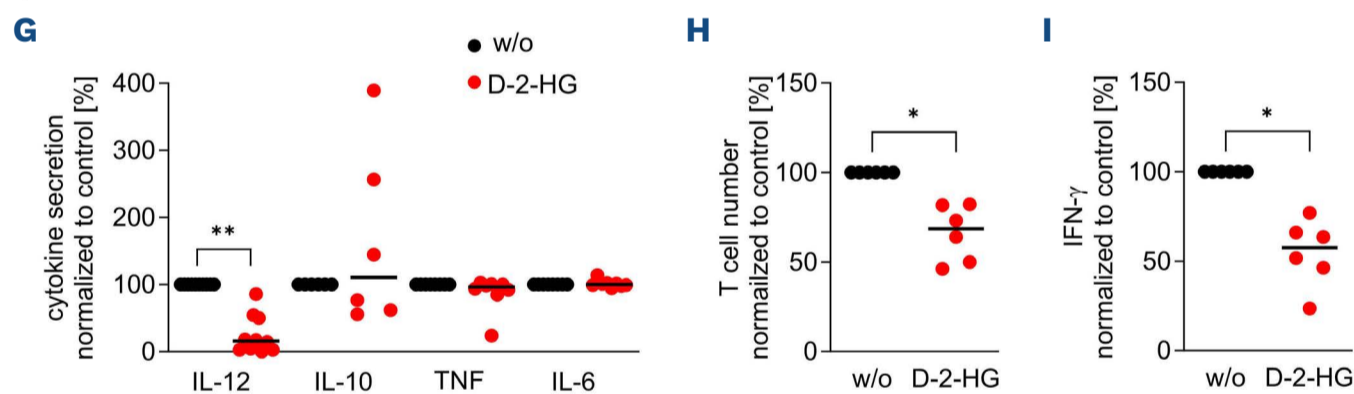 G
w/o
D-2-HG
cytokine secretion
normalized to control [%]
400
300
200
100
0
**
IL-12
IL-10
TNF
IL-6
H
T cell number
normailzed to control [%]
150
100
50
0
*
w/o
D-2-HG
I
IFN-γ
normalized to control [%]
150
100
50
0
*
w/o
D-2-HG